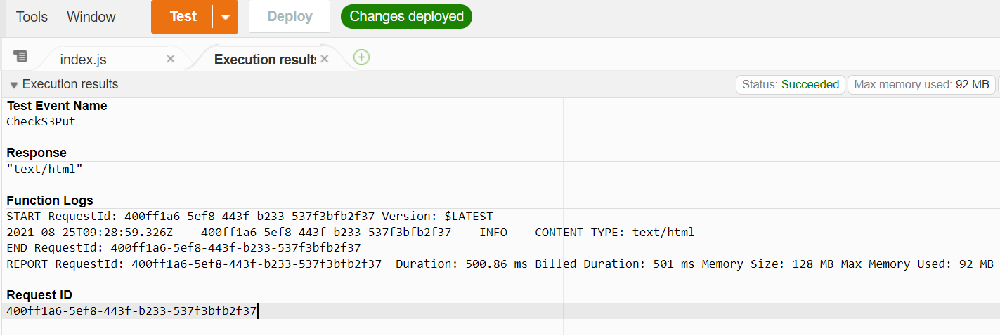 Tools Window Test Deploy Changes deployed
index.js Execution results
Execution results Status: Succeeded Max memory used: 92 MB
Test Event Name
CheckS3Put
Response
"text/html"
Function Logs
START RequestId: 400ff1a6-5ef8-443f-b233-537f3bfb2f37 Version: $LATEST
2021-08-25T09:28:59.326Z 400ff1a6-5ef8-443f-b233-537f3bfb2f37 INFO CONTENT TYPE: text/html
END RequestId: 400ff1a6-5ef8-443f-b233-537f3bfb2f37
REPORT RequestId: 400ff1a6-5ef8-443f-b233-537f3bfb2f37 Duration: 500.86 ms Billed Duration: 501 ms Memory Size: 128 MB Max Memory Used: 92 MB
Request ID
400ff1a6-5ef8-443f-b233-537f3bfb2f37